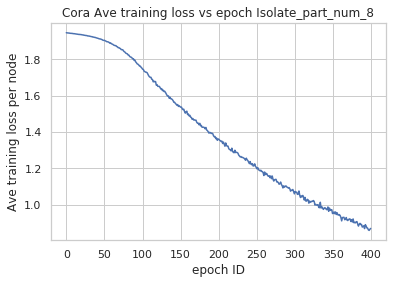 Cora Ave training loss vs epoch Isolate_part_num_8
Ave training loss per node
1.8
1.6
1.4
1.2
1.0
0 50 100 150 200 250 300 350 400
epoch ID